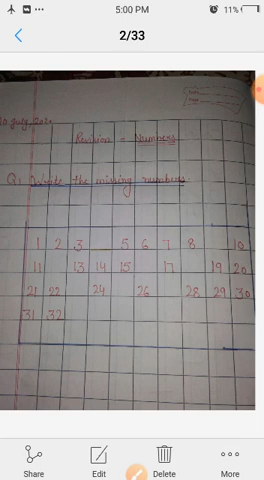 5:00 PM 11%
2/33
Revision - Numbers
Q: Write the missing numbers.
1 2 3 5 6 7 8 10
11 13 14 15 17 19 20
21 22 24 26 28 29 30
31 32
Share Edit Delete More